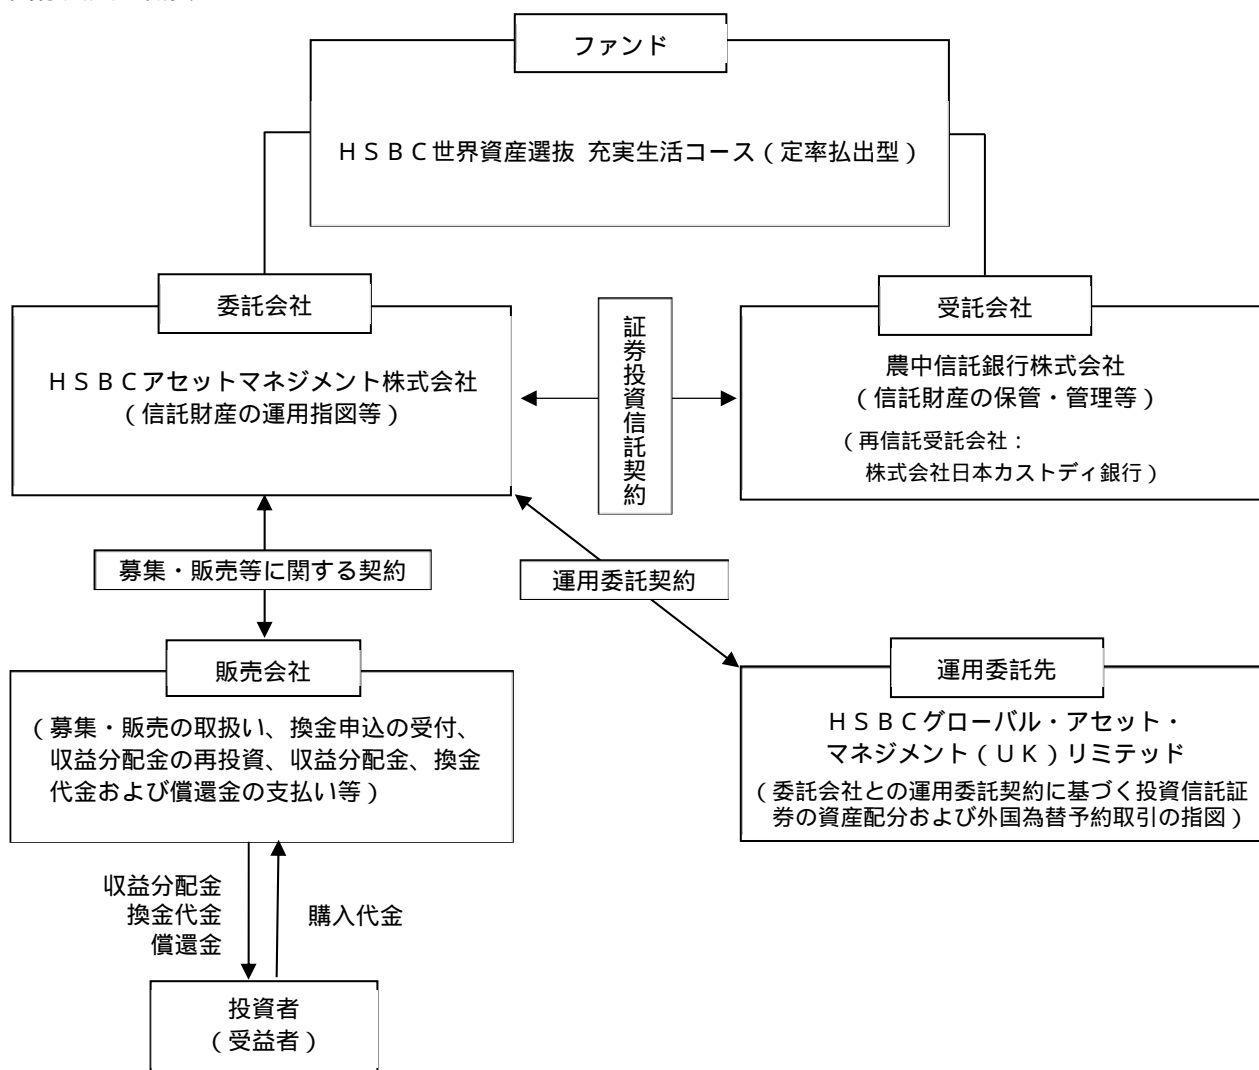 ファンド
ＨＳＢＣ世界資産選抜 充実生活コース（定率払出型）
委託会社
ＨＳＢＣアセットマネジメント株式会社
（信託財産の運用指図等）
証券投資信託契約
受託会社
農中信託銀行株式会社
（信託財産の保管・管理等）
（再信託受託会社：
株式会社日本カストディ銀行）
募集・販売等に関する契約
運用委託契約
販売会社
（募集・販売の取扱い、換金申込の受付、
収益分配金の再投資、収益分配金、換金
代金および償還金の支払い等）
運用委託先
ＨＳＢＣグローバル・アセット・
マネジメント（ＵＫ）リミテッド
（委託会社との運用委託契約に基づく投資信託証
券の資産配分および外国為替予約取引の指図）
収益分配金
換金代金
償還金
購入代金
投資者
（受益者）